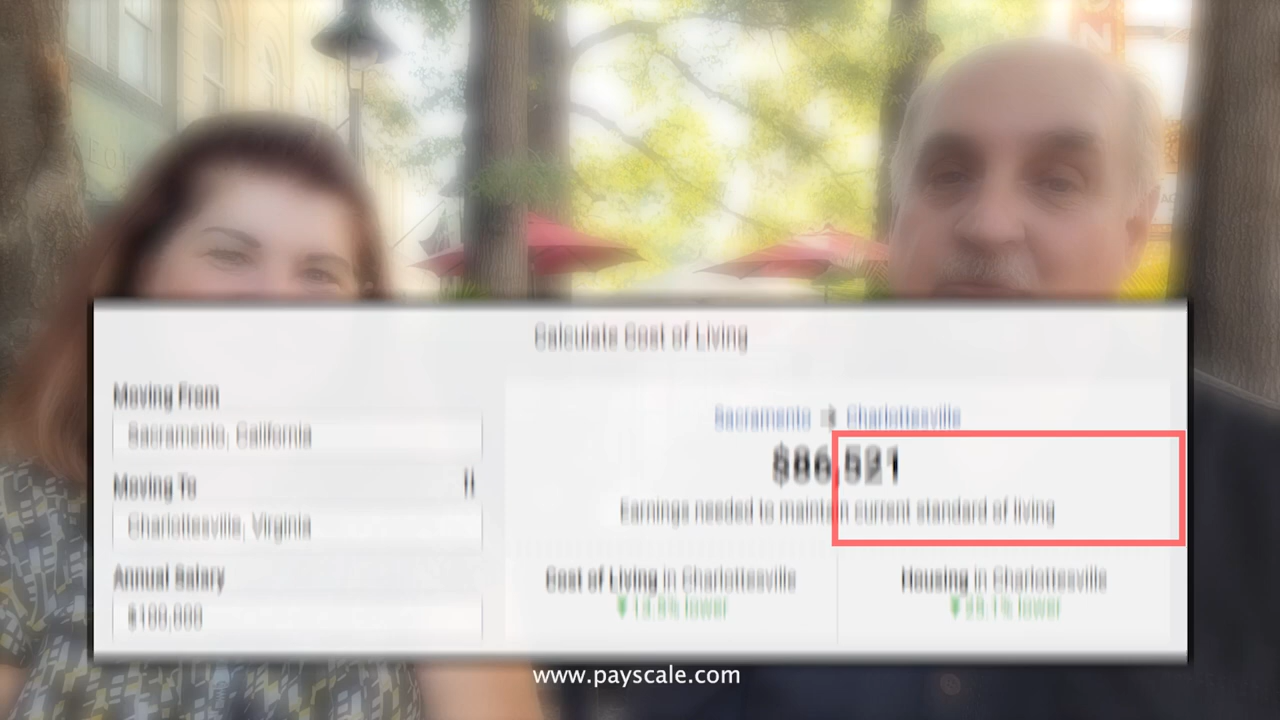 Calculate Cost of Living
Moving From
Sacramento, California
Moving To
Charlottesville, Virginia
Annual Salary
$100,000
Sacramento Charlottesville
$86,521
Earnings needed to maintain current standard of living
Cost of Living in Charlottesville
lower
Housing in Charlottesville
lower
www.payscale.com